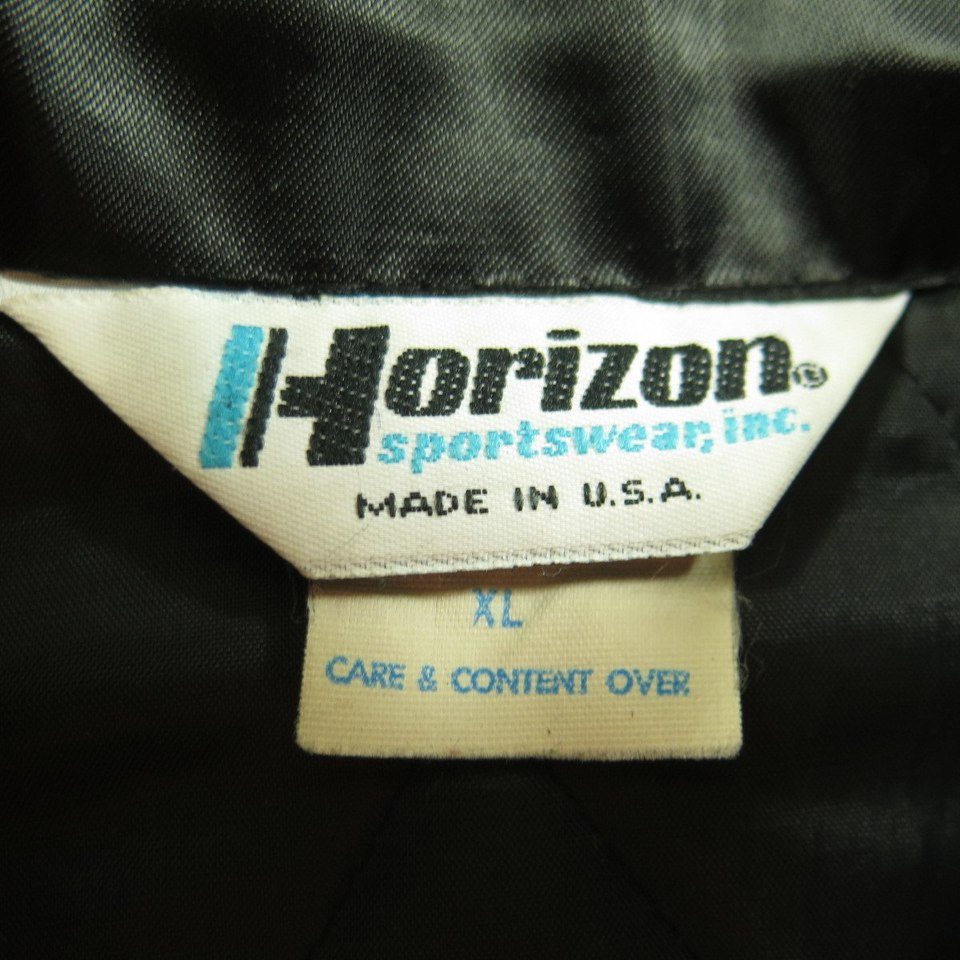 Horizon®
sportswear, inc.
MADE IN U.S.A.
XL
CARE & CONTENT OVER